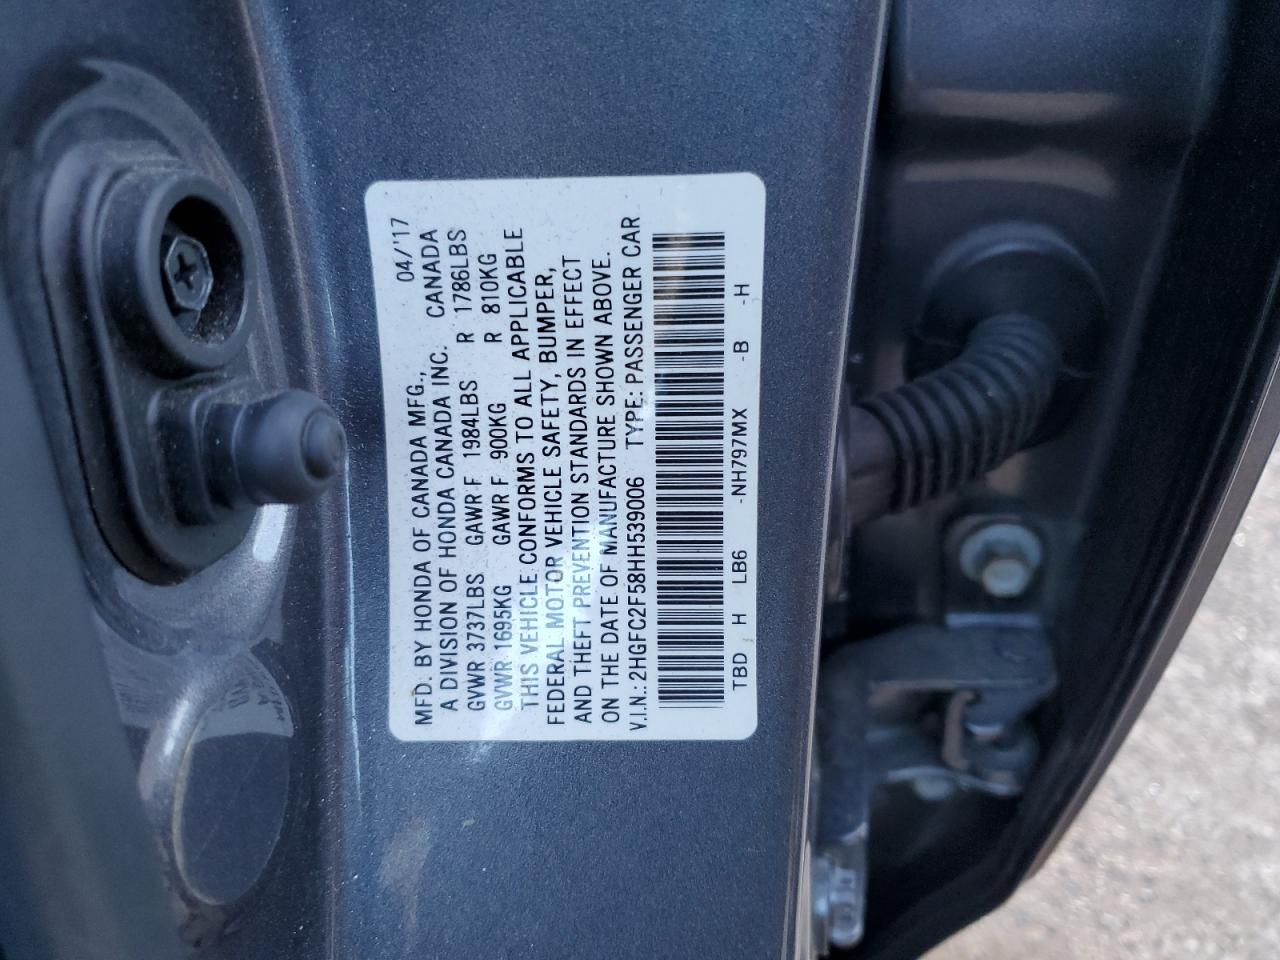 MFD. BY HONDA OF CANADA MFG., 04/'17
A DIVISION OF HONDA CANADA INC. CANADA
GVWR 3737LBS GAWR F 1984LBS R 1786LBS
GVWR 1695KG GAWR F 900KG R 810KG
THIS VEHICLE CONFORMS TO ALL APPLICABLE
FEDERAL MOTOR VEHICLE SAFETY, BUMPER,
AND THEFT PREVENTION STANDARDS IN EFFECT
ON THE DATE OF MANUFACTURE SHOWN ABOVE.
V.I.N.: 2HGFC2F58HH539006 TYPE: PASSENGER CAR
TBD H LB6 -NH797MX -B -H